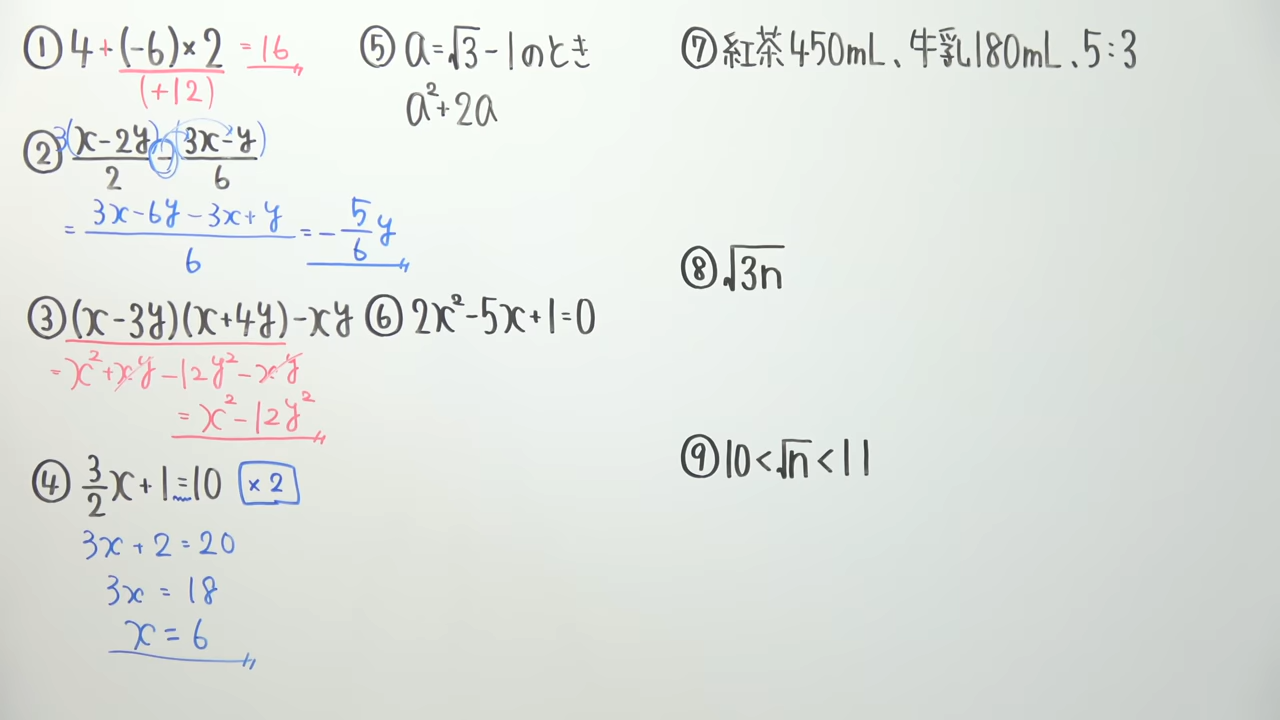 ① 4+(-6)×2 =16
(+12)
② 3(x-2y)/2 - (3x-y)/6
= (3x-6y-3x+y)/6 = -5/6 y
③ (x-3y)(x+4y)-xy
=x²+xy-12y²-xy
=x²-12y²
④ 3/2 x+1=10 ×2
3x+2=20
3x=18
x=6
⑤ a=√3-1のとき
a²+2a
⑥ 2x²-5x+1=0
⑦ 紅茶450mL、牛乳180mL、5:3
⑧ √3n
⑨ 10<√n<11